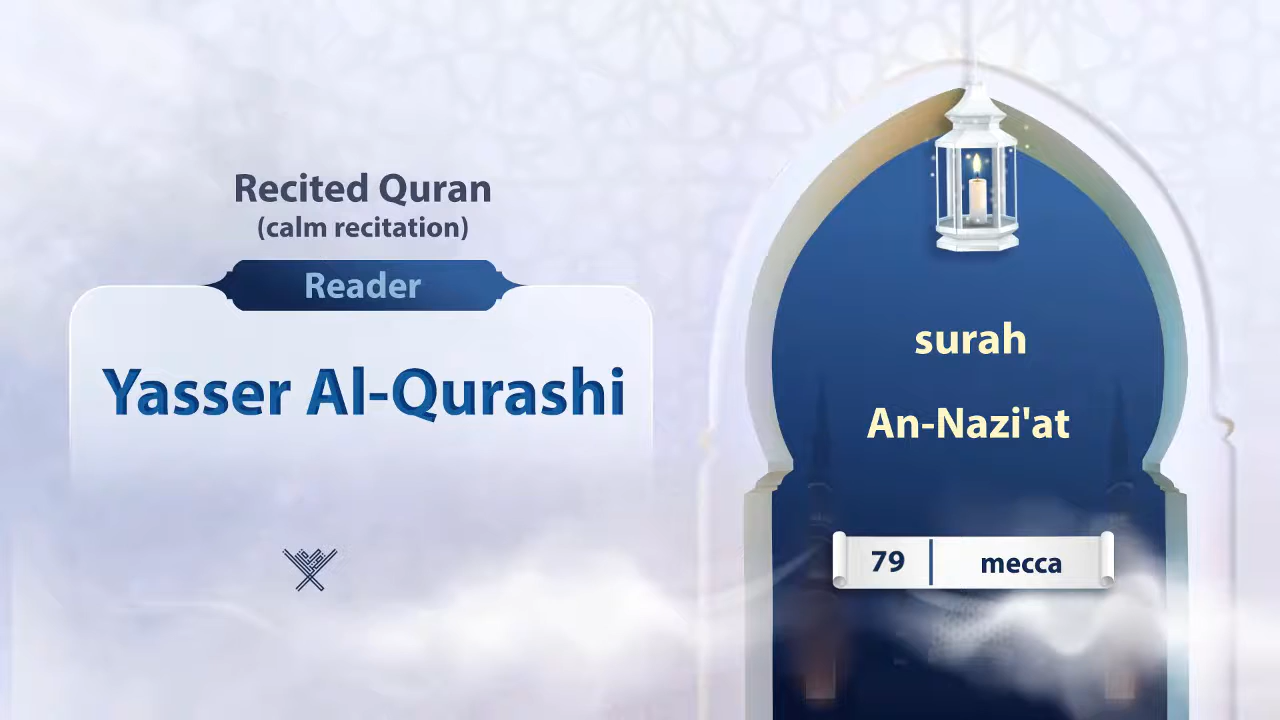 Recited Quran
(calm recitation)
Reader
Yasser Al-Qurashi
surah
An-Nazi'at
79
mecca